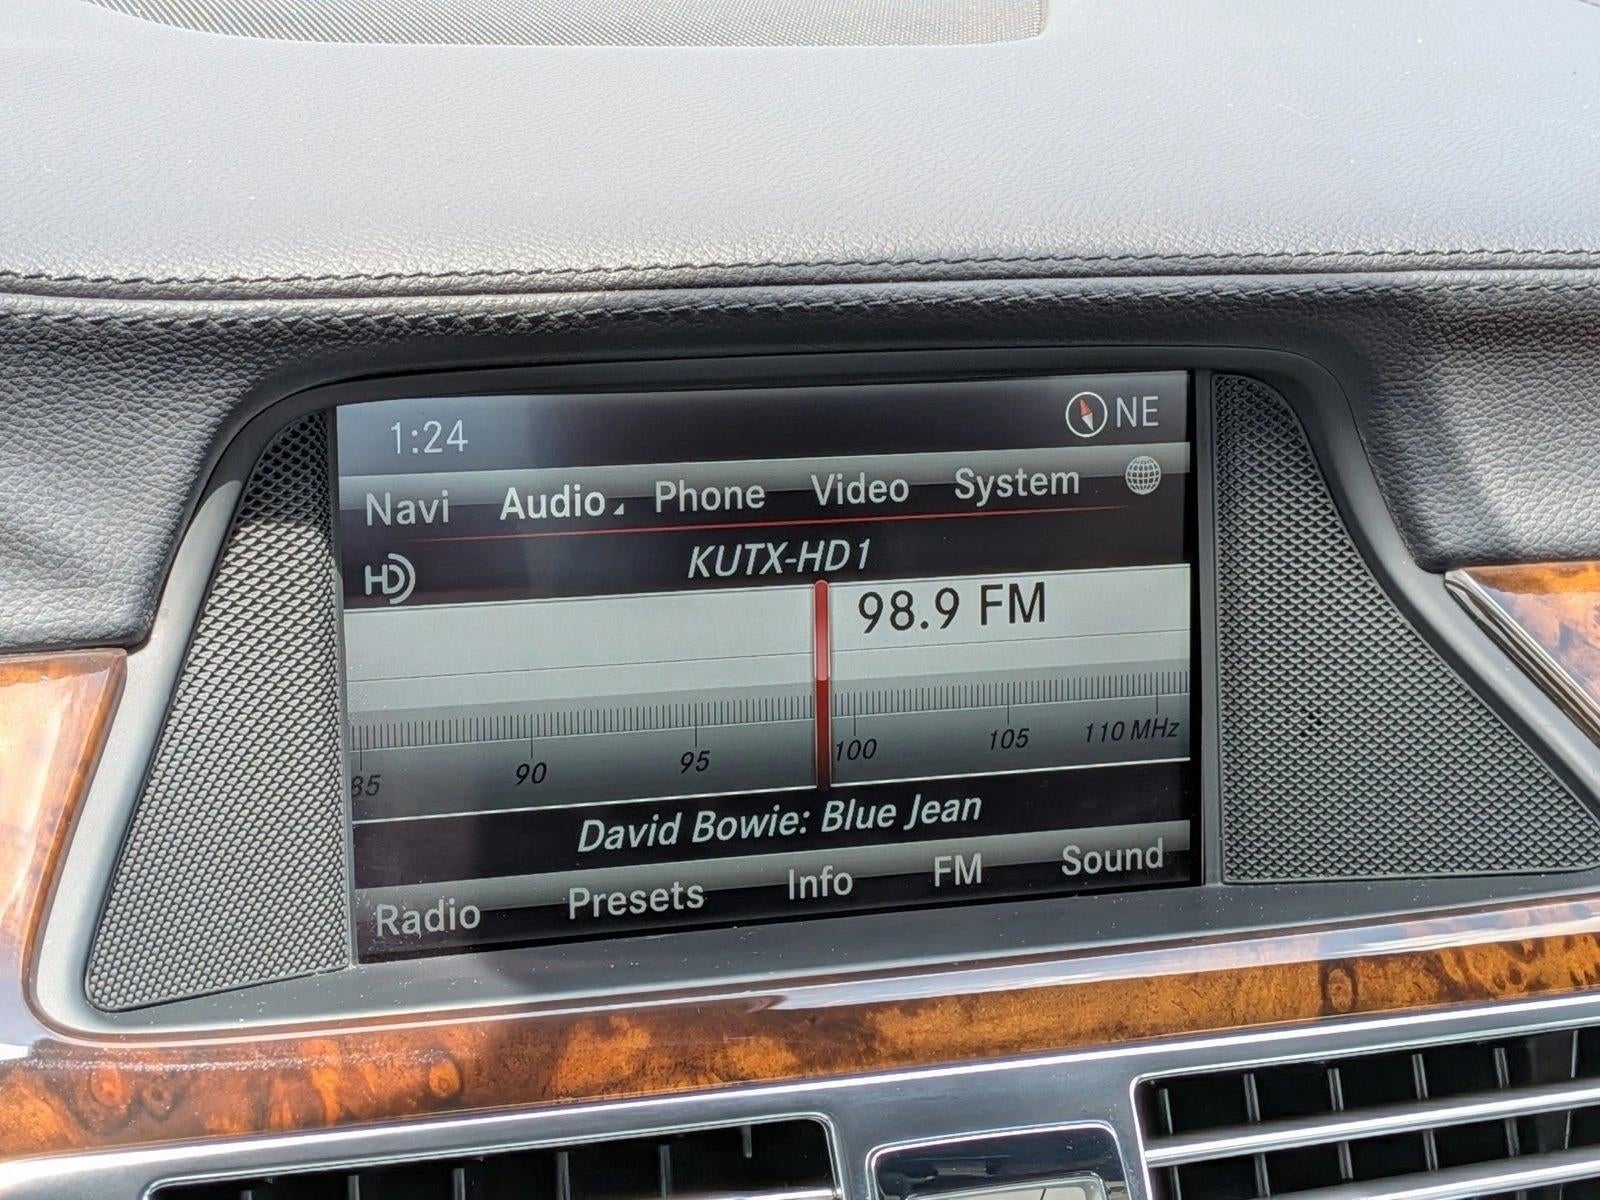 1:24 NE
Navi Audio Phone Video System
HD KUTX-HD1
98.9 FM
85 90 95 100 105 110 MHz
David Bowie: Blue Jean
Radio Presets Info FM Sound